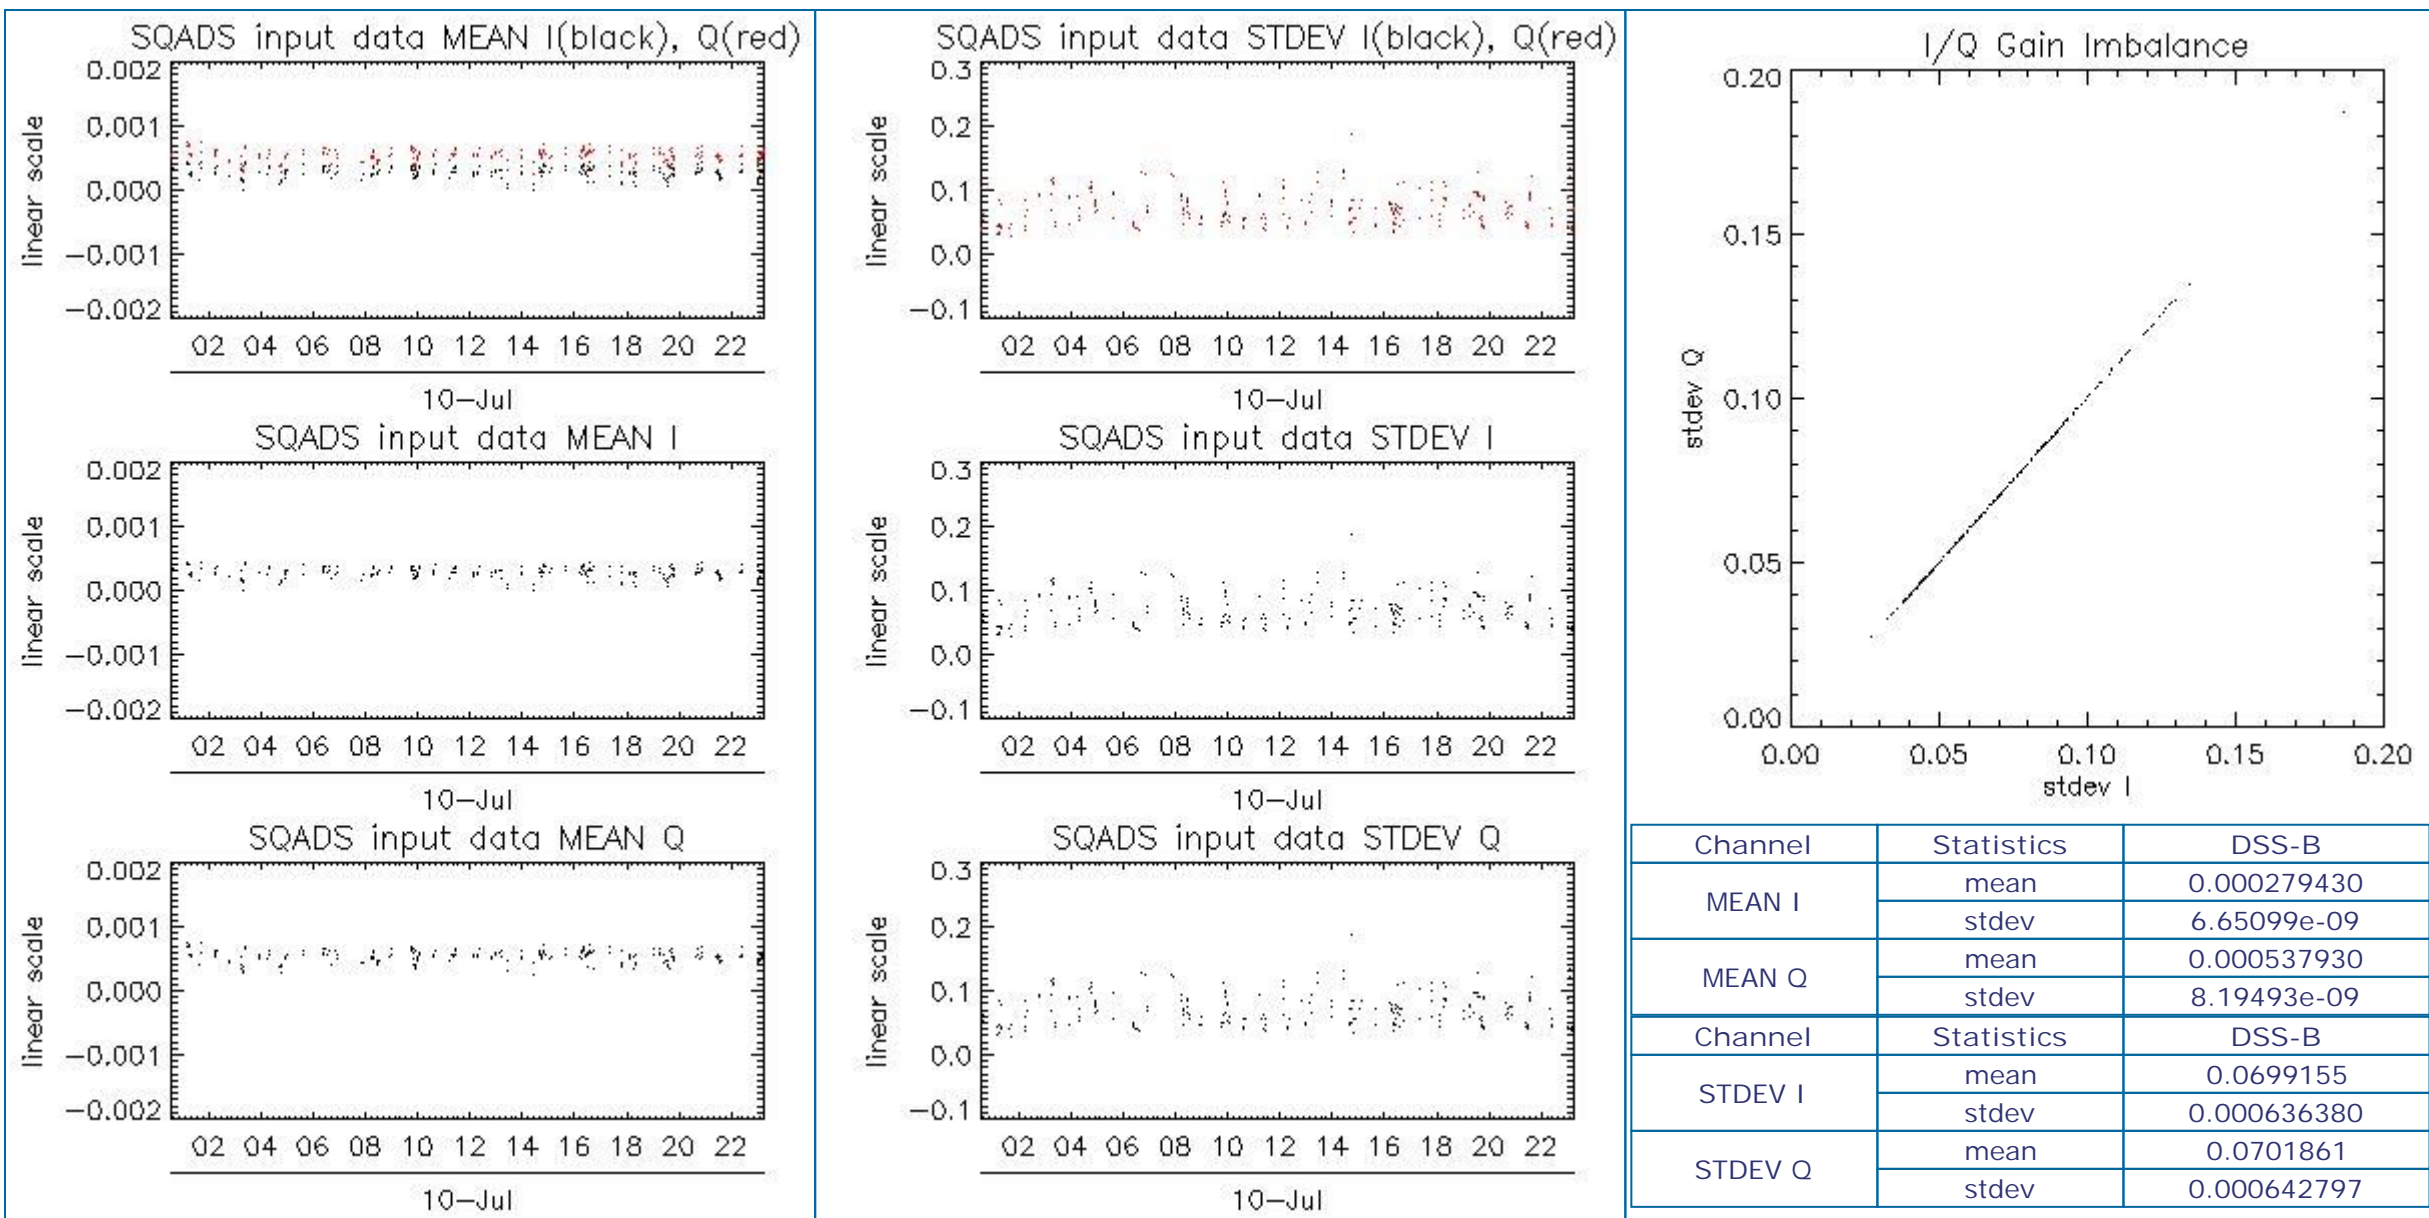 SQADS input data MEAN I(black), Q(red)
0.002
0.001
0.000
−0.001
−0.002
linear scale
02 04 06 08 10 12 14 16 18 20 22
10−Jul
SQADS input data MEAN I
0.002
0.001
0.000
−0.001
−0.002
linear scale
02 04 06 08 10 12 14 16 18 20 22
10−Jul
SQADS input data MEAN Q
0.002
0.001
0.000
−0.001
−0.002
linear scale
02 04 06 08 10 12 14 16 18 20 22
10−Jul
SQADS input data STDEV I(black), Q(red)
0.3
0.2
0.1
0.0
−0.1
linear scale
02 04 06 08 10 12 14 16 18 20 22
10−Jul
SQADS input data STDEV I
0.3
0.2
0.1
0.0
−0.1
linear scale
02 04 06 08 10 12 14 16 18 20 22
10−Jul
SQADS input data STDEV Q
0.3
0.2
0.1
0.0
−0.1
linear scale
02 04 06 08 10 12 14 16 18 20 22
10−Jul
I/Q Gain Imbalance
0.20
0.15
0.10
0.05
0.00
stdev Q
0.00 0.05 0.10 0.15 0.20
stdev I
Channel Statistics DSS-B
MEAN I mean 0.000279430
stdev 6.65099e-09
MEAN Q mean 0.000537930
stdev 8.19493e-09
Channel Statistics DSS-B
STDEV I mean 0.0699155
stdev 0.000636380
STDEV Q mean 0.0701861
stdev 0.000642797